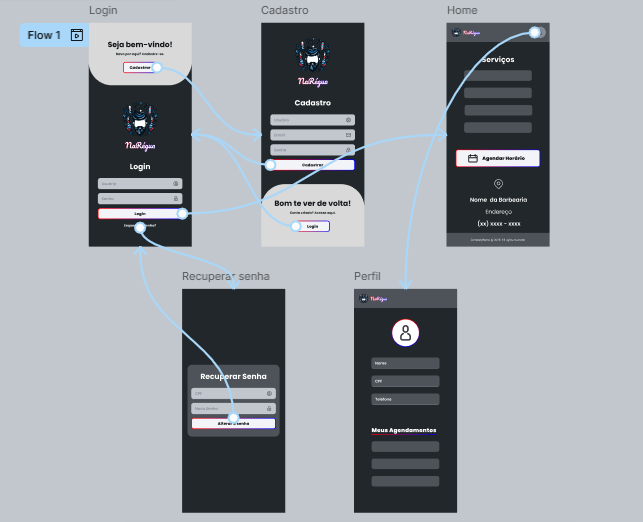 Login
Cadastro
Home
Flow 1
Seja bem-vindo!
Novo por aqui? Cadastre-se.
Cadastrar
NaRégua
Login
Usuário
Senha
Login
NaRégua
Cadastro
Usuário
Email
Senha
Cadastrar
Bom te ver de volta!
Conta criada? Acesse aqui
Login
NaRégua
Serviços
Agendar Horário
Nome da Barbearia
Endereço
(xx) xxxx - xxxx
Recuperar senha
Recuperar Senha
CPF
Nova Senha
Alterar senha
Perfil
NaRégua
Nome
CPF
Telefone
Meus Agendamentos